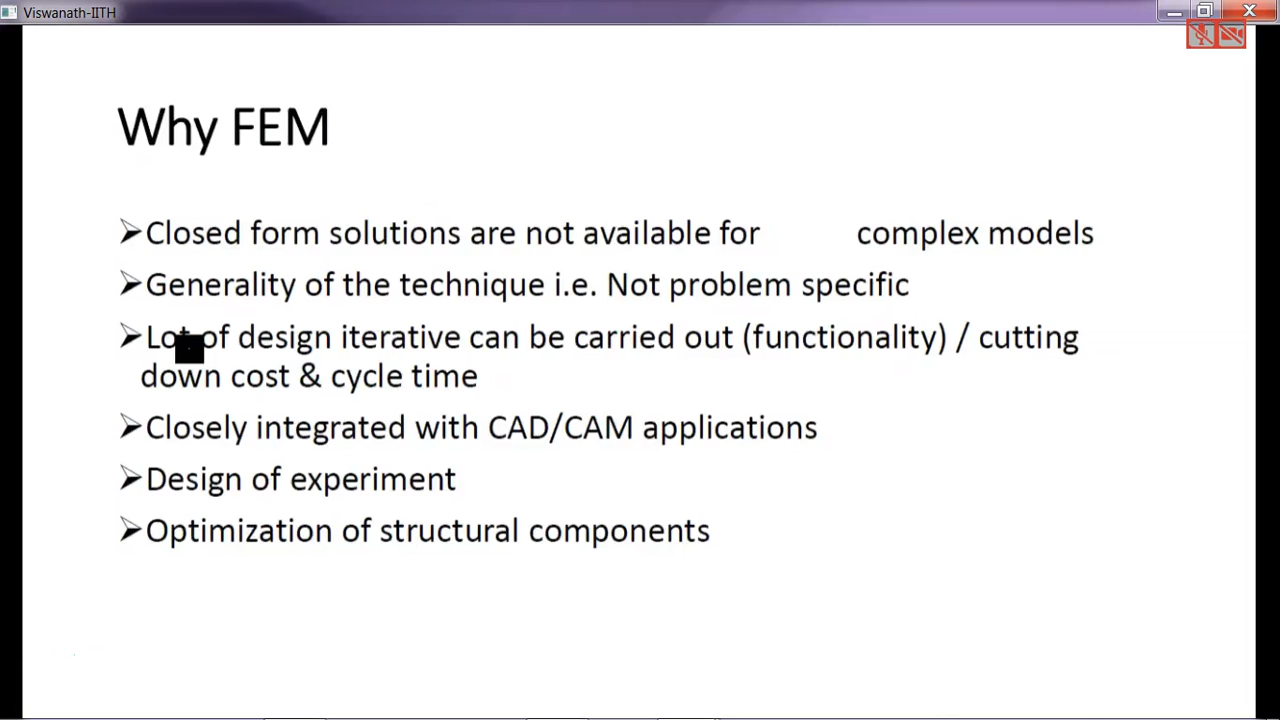 Viswanath-IITH
Why FEM
➢Closed form solutions are not available for complex models
➢Generality of the technique i.e. Not problem specific
➢Lot of design iterative can be carried out (functionality) / cutting
down cost & cycle time
➢Closely integrated with CAD/CAM applications
➢Design of experiment
➢Optimization of structural components